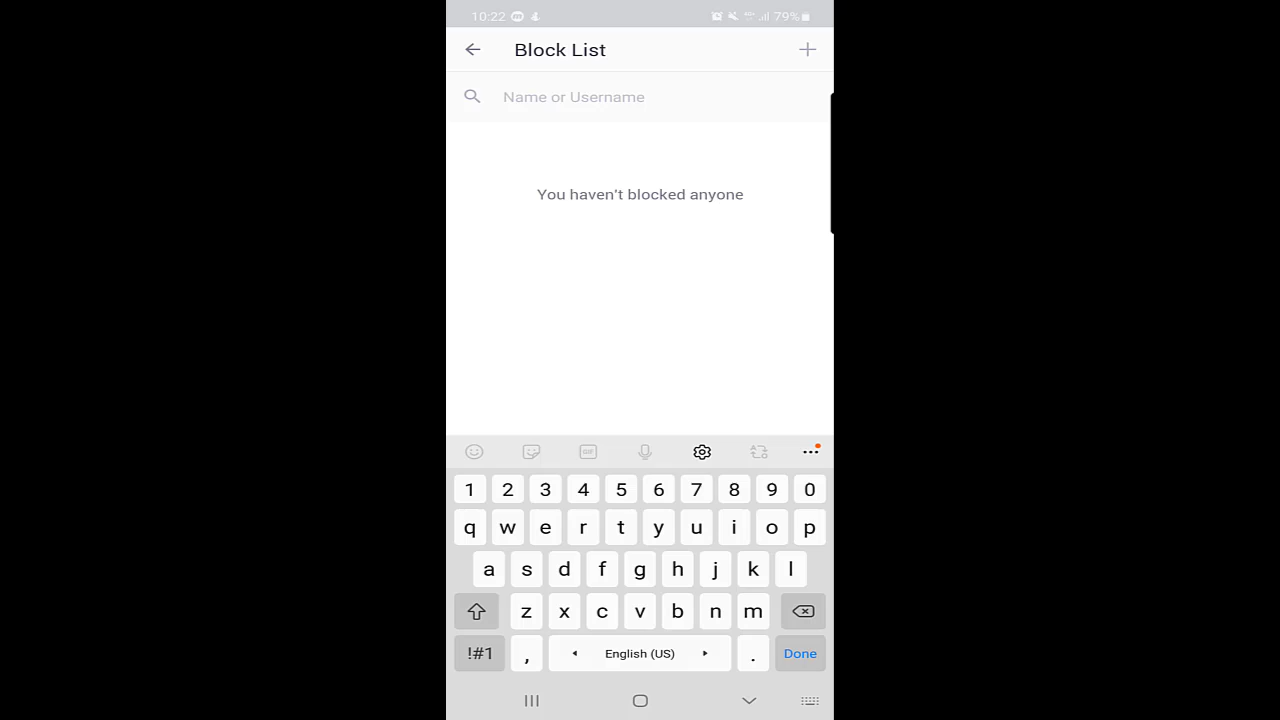 10:22
79%
Block List
Name or Username
You haven't blocked anyone
GIF
1 2 3 4 5 6 7 8 9 0
q w e r t y u i o p
a s d f g h j k l
z x c v b n m
!#1 , English (US) . Done